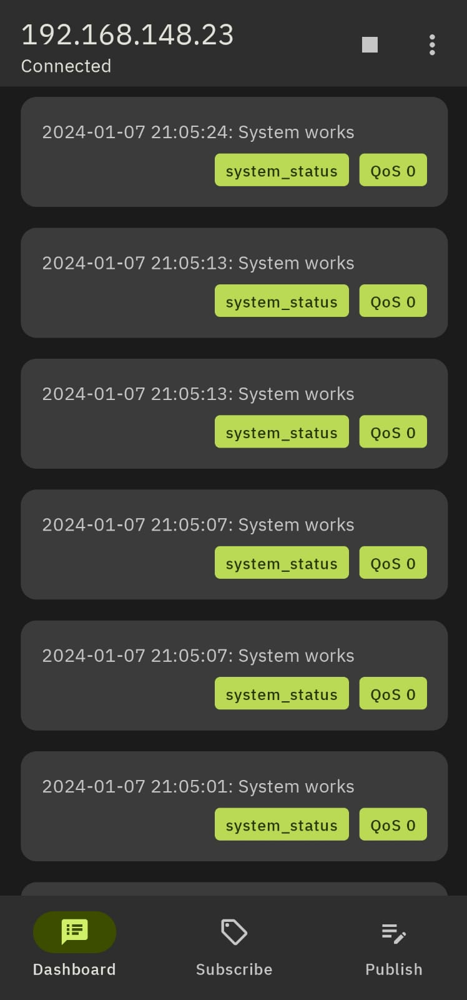 192.168.148.23
Connected
2024-01-07 21:05:24: System works
system_status QoS 0
2024-01-07 21:05:13: System works
system_status QoS 0
2024-01-07 21:05:13: System works
system_status QoS 0
2024-01-07 21:05:07: System works
system_status QoS 0
2024-01-07 21:05:07: System works
system_status QoS 0
2024-01-07 21:05:01: System works
system_status QoS 0
Dashboard Subscribe Publish